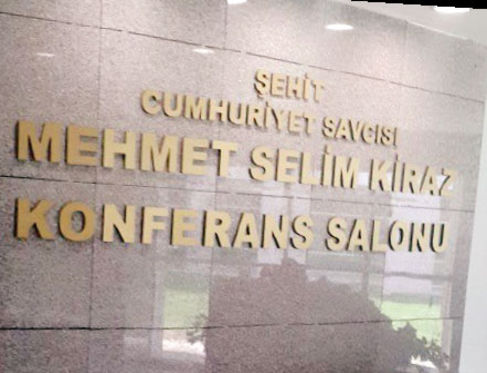 ŞEHİT
CUMHURİYET SAVCISI
MEHMET SELİM KİRAZ
KONFERANS SALONU